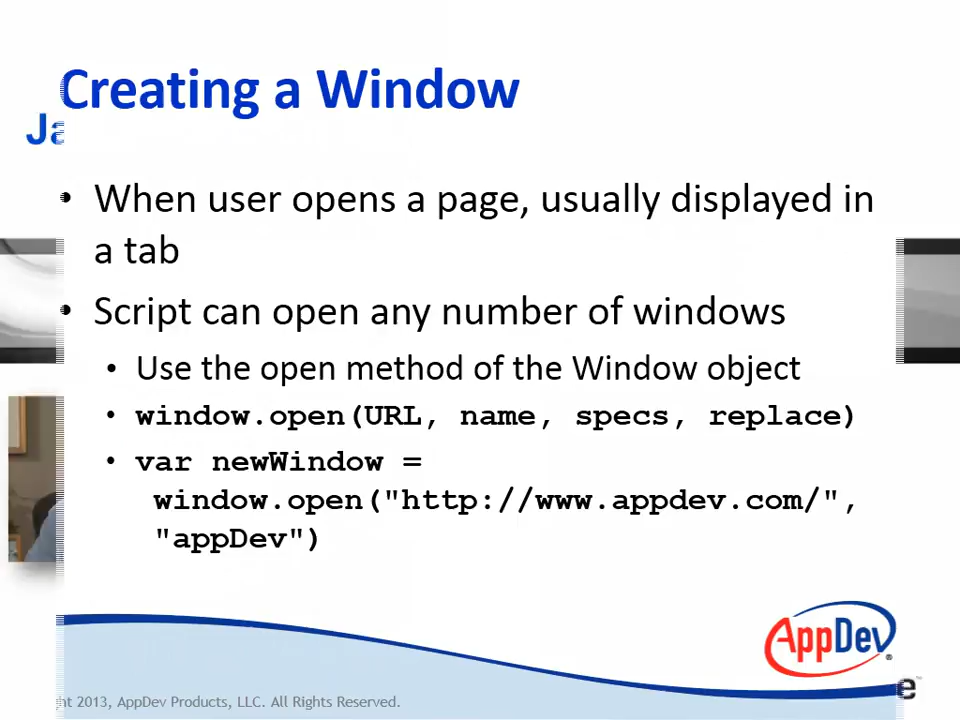 Creating a Window
Ja
• When user opens a page, usually displayed in
a tab
• Script can open any number of windows
• Use the open method of the Window object
• window.open(URL, name, specs, replace)
• var newWindow =
window.open("http://www.appdev.com/",
"appDev")
AppDev®
e™
ht 2013, AppDev Products, LLC. All Rights Reserved.